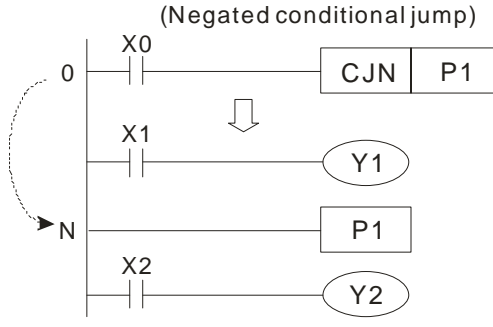 (Negated conditional jump)
X0
0 CJN P1
X1
Y1
N P1
X2
Y2